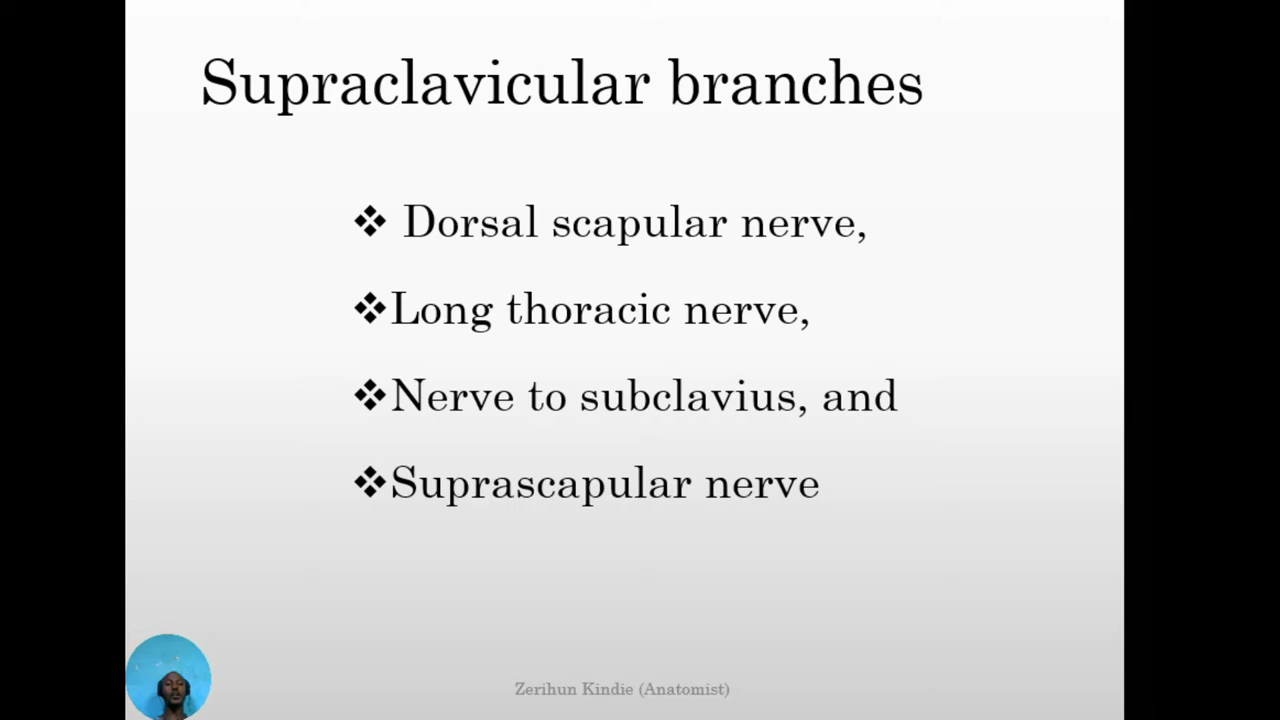 Supraclavicular branches
❖ Dorsal scapular nerve,
❖Long thoracic nerve,
❖Nerve to subclavius, and
❖Suprascapular nerve
Zerihun Kindie (Anatomist)